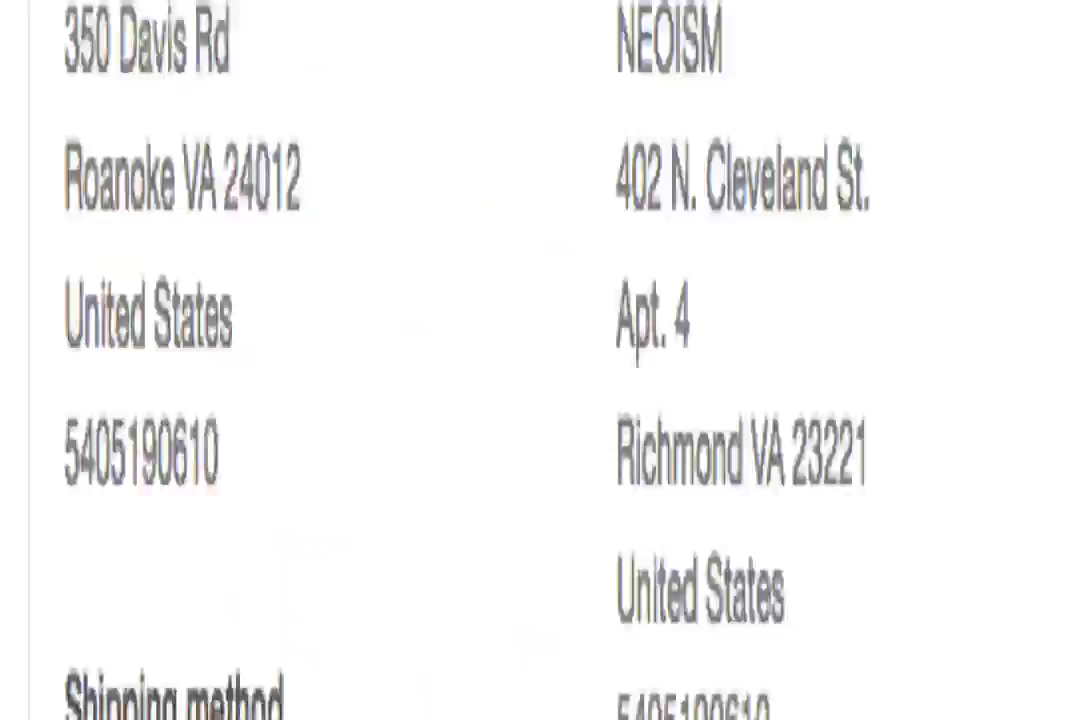 350 Davis Rd
Roanoke VA 24012
United States
5405190610
Shipping method
NEOISM
402 N. Cleveland St.
Apt. 4
Richmond VA 23221
United States
5405190610